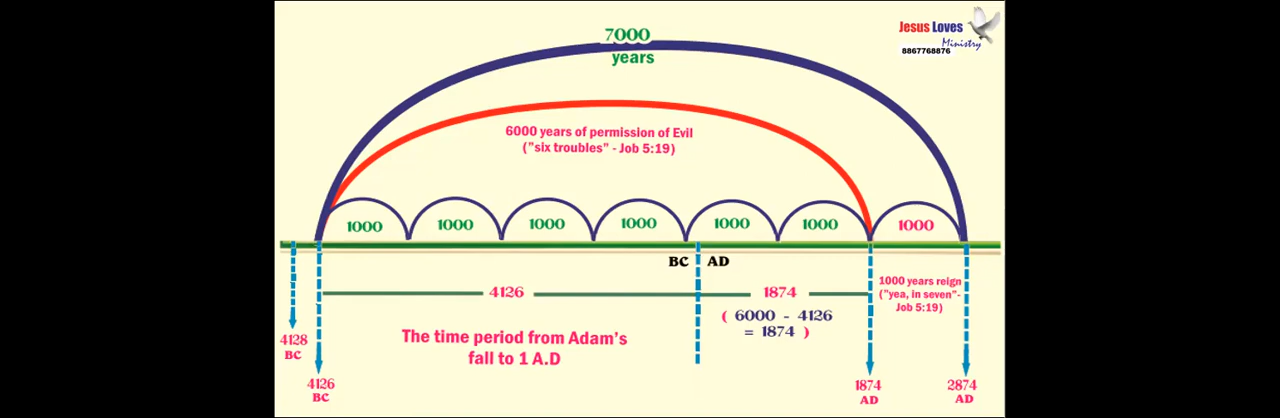 7000
years
Jesus Loves
Ministry
8867768876
6000 years of permission of Evil
("six troubles" - Job 5:19)
1000
1000
1000
1000
1000
1000
1000
BC
AD
4126
1874
( 6000 - 4126
= 1874 )
1000 years reign
("yea, in seven"-
Job 5:19)
The time period from Adam's
fall to 1 A.D
4128
BC
4126
BC
1874
AD
2874
AD